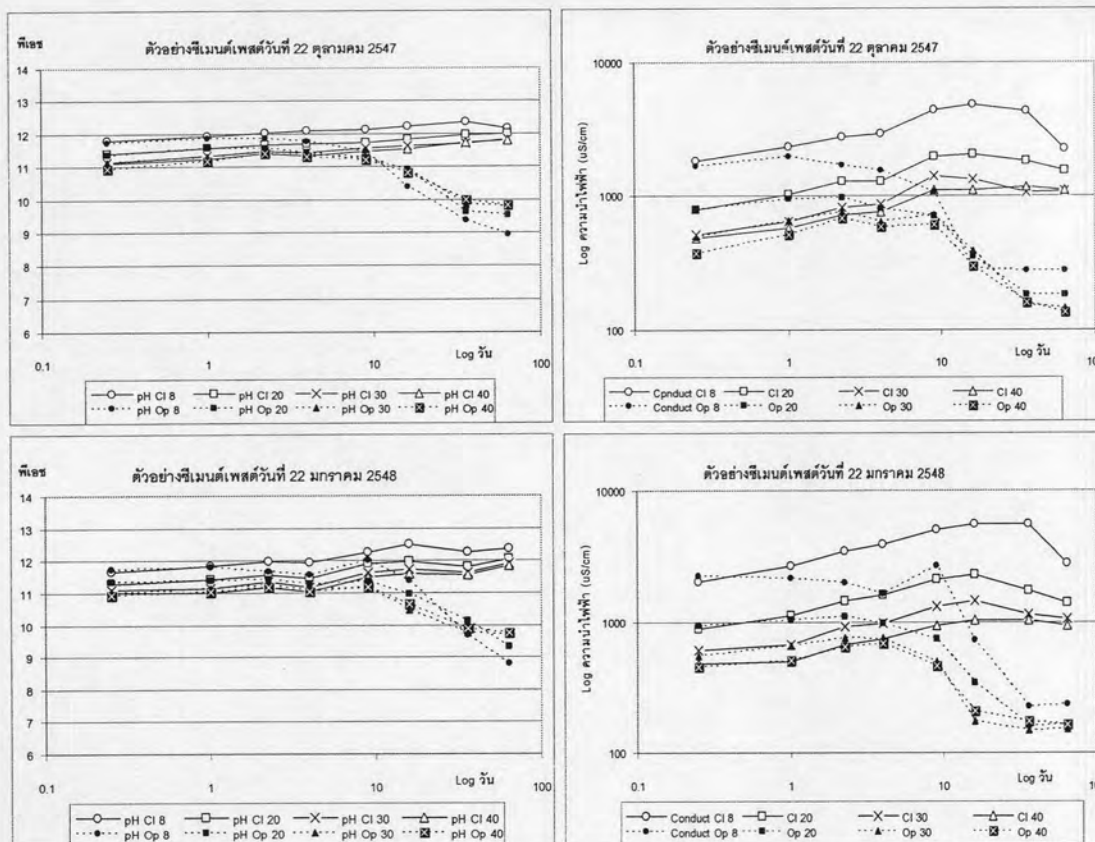 พีเอช
ตัวอย่างซีเมนต์เพสต์วันที่ 22 ตุลามคม 2547
14
13
12
11
10
9
8
7
6
0.1
1
10
100
Log วัน
pH Cl 8
pH Cl 20
pH Cl 30
pH Cl 40
pH Op 8
pH Op 20
pH Op 30
pH Op 40
ตัวอย่างซีเมนต์เพสต์วันที่ 22 ตุลาคม 2547
Log ความนำไฟฟ้า (uS/cm)
10000
1000
100
0.1
1
10
10
Log วัน
Cpnduct Cl 8
Cl 20
Cl 30
Cl 40
Conduct Op 8
Op 20
Op 30
Op 40
พีเอช
ตัวอย่างซีเมนต์เพสต์วันที่ 22 มกราคม 2548
14
13
12
11
10
9
8
7
6
0.1
1
10
100
Log วัน
pH Cl 8
pH Cl 20
pH Cl 30
pH Cl 40
pH Op 8
pH Op 20
pH Op 30
pH Op 40
ตัวอย่างซีเมนต์เพสต์วันที่ 22 มกราคม 2548
Log ความนำไฟฟ้า (uS/cm)
10000
1000
100
0.1
1
10
10
Log วัน
Conduct Cl 8
Cl 20
Cl 30
Cl 40
Conduct Op 8
Op 20
Op 30
Op 40